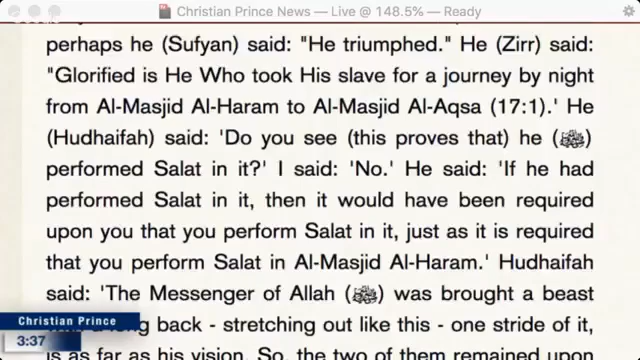 Christian Prince News — Live @ 148.5% — Ready
perhaps he (Sufyan) said: "He triumphed." He (Zirr) said:
"Glorified is He Who took His slave for a journey by night
from Al-Masjid Al-Haram to Al-Masjid Al-Aqsa (17:1).' He
(Hudhaifah) said: 'Do you see (this proves that) he (ﷺ)
performed Salat in it?' I said: 'No.' He said: 'If he had
performed Salat in it, then it would have been required
upon you that you perform Salat in it, just as it is required
that you perform Salat in Al-Masjid Al-Haram.' Hudhaifah
said: 'The Messenger of Allah (ﷺ) was brought a beast
back - stretching out like this - one stride of it,
is as far as his vision. So, the two of them remained upon
Christian Prince
3:37